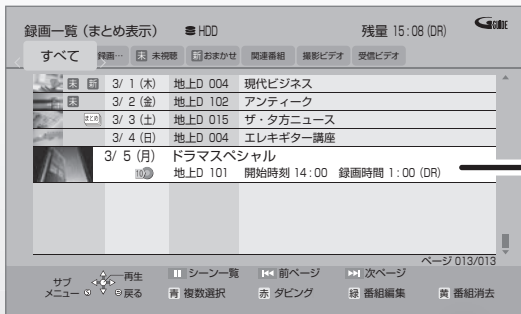 録画一覧（まとめ表示） HDD 残量 15:08 (DR) G GUIDE
すべて 録画… 未 未視聴 新 おまかせ 関連番組 撮影ビデオ 受信ビデオ
未 新 3/ 1 (木) 地上D 004 現代ビジネス
未 3/ 2 (金) 地上D 102 アンティーク
まとめ 3/ 3 (土) 地上D 015 ザ・夕方ニュース
3/ 4 (日) 地上D 004 エレキギター講座
3/ 5 (月) ドラマスペシャル
地上D 101 開始時刻 14:00 録画時間 1:00 (DR)
ページ 013/013
サブメニュー S 再生 戻る シーン一覧 前ページ 次ページ
青 複数選択 赤 ダビング 緑 番組編集 黄 番組消去